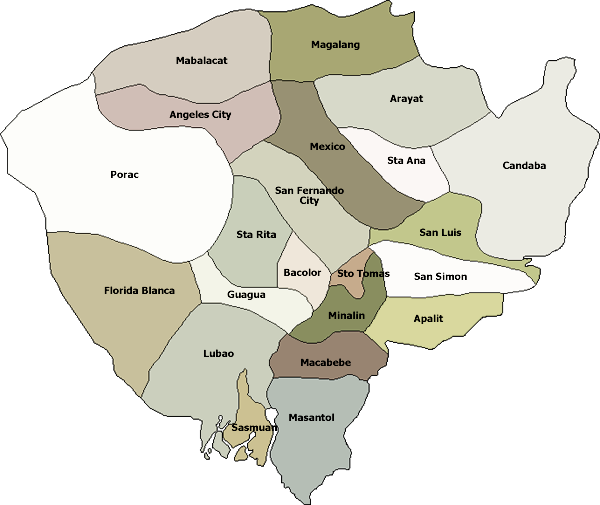 Magalang
Mabalacat
Arayat
Angeles City
Mexico
Sta Ana
Candaba
Porac
San Fernando
City
San Luis
Sta Rita
Bacolor
Sto Tomas
San Simon
Florida Blanca
Guagua
Minalin
Apalit
Lubao
Macabebe
Masantol
Sasmuan